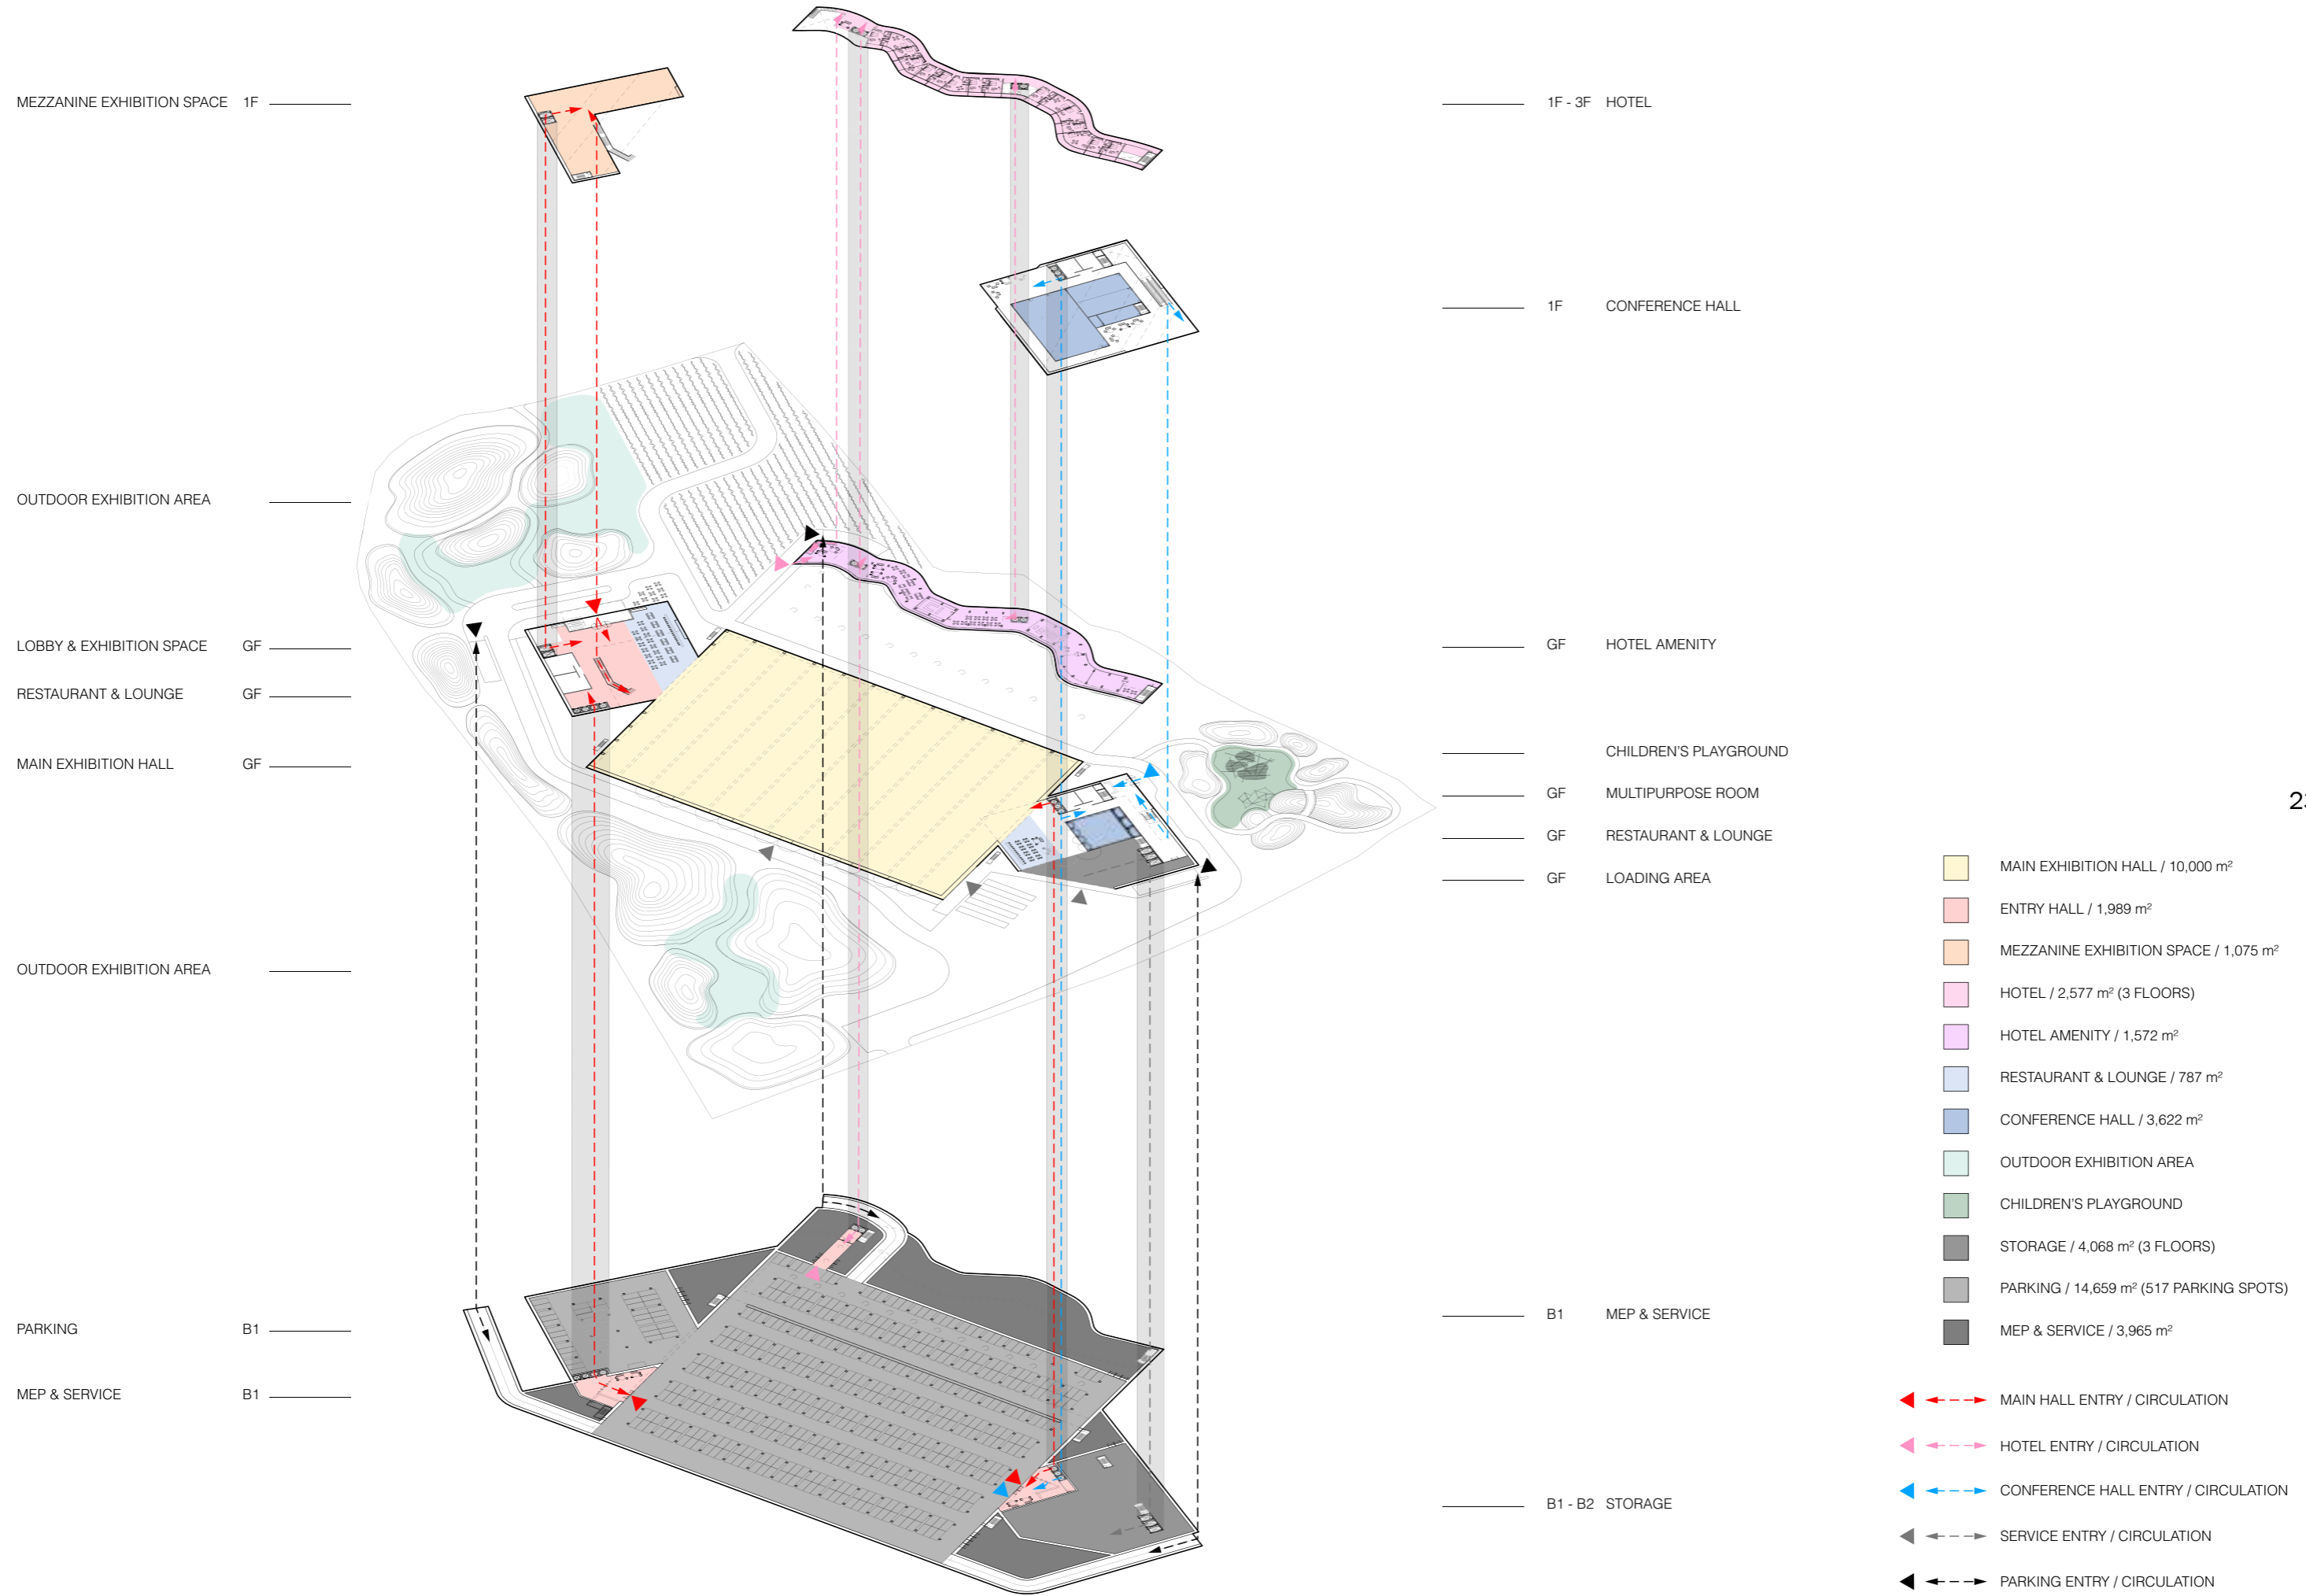 MEZZANINE EXHIBITION SPACE 1F
OUTDOOR EXHIBITION AREA
LOBBY & EXHIBITION SPACE GF
RESTAURANT & LOUNGE GF
MAIN EXHIBITION HALL GF
OUTDOOR EXHIBITION AREA
PARKING B1
MEP & SERVICE B1
1F - 3F HOTEL
1F CONFERENCE HALL
GF HOTEL AMENITY
CHILDREN'S PLAYGROUND
GF MULTIPURPOSE ROOM
GF RESTAURANT & LOUNGE
GF LOADING AREA
B1 MEP & SERVICE
B1 - B2 STORAGE
MAIN EXHIBITION HALL / 10,000 m²
ENTRY HALL / 1,989 m²
MEZZANINE EXHIBITION SPACE / 1,075 m²
HOTEL / 2,577 m² (3 FLOORS)
HOTEL AMENITY / 1,572 m²
RESTAURANT & LOUNGE / 787 m²
CONFERENCE HALL / 3,622 m²
OUTDOOR EXHIBITION AREA
CHILDREN'S PLAYGROUND
STORAGE / 4,068 m² (3 FLOORS)
PARKING / 14,659 m² (517 PARKING SPOTS)
MEP & SERVICE / 3,965 m²
MAIN HALL ENTRY / CIRCULATION
HOTEL ENTRY / CIRCULATION
CONFERENCE HALL ENTRY / CIRCULATION
SERVICE ENTRY / CIRCULATION
PARKING ENTRY / CIRCULATION